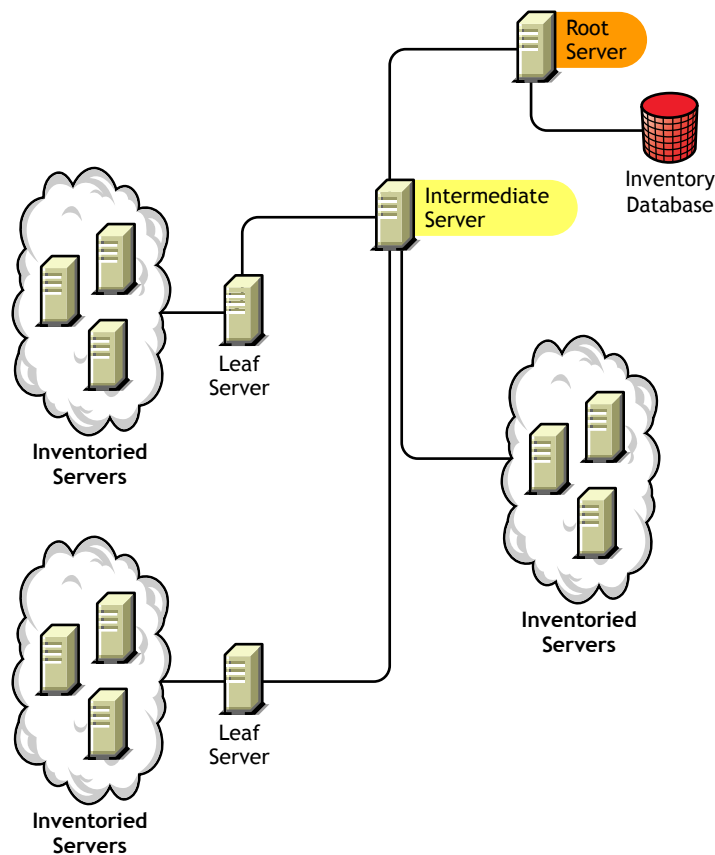 Root
Server
Inventory
Database
Intermediate
Server
Leaf
Server
Inventoried
Servers
Inventoried
Servers
Leaf
Server
Inventoried
Servers